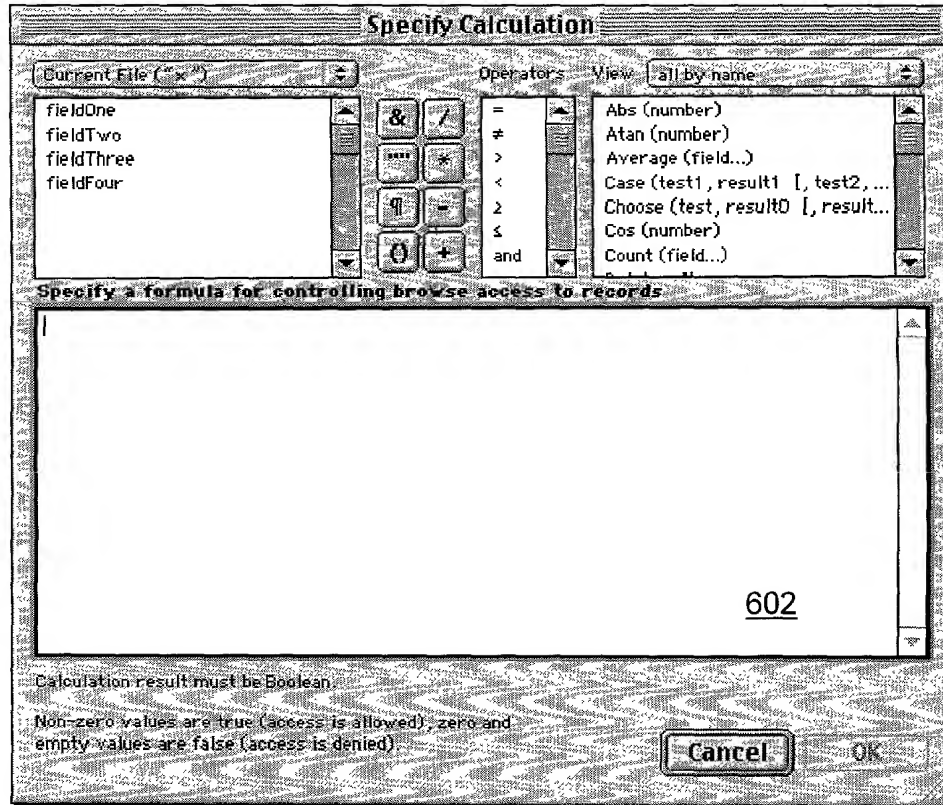 Specify Calculation
Current File ("x")
Operators
View
all by name
fieldOne
fieldTwo
fieldThree
fieldFour
& /
"" *
¶ -
() +
=
≠
>
<
≥
≤
and
Abs (number)
Atan (number)
Average (field...)
Case (test1, result1 [, test2, ...
Choose (test, result0 [, result...
Cos (number)
Count (field...)
Specify a formula for controlling browse access to records
602
Calculation result must be Boolean.
Non-zero values are true (access is allowed), zero and
empty values are false (access is denied).
Cancel
OK